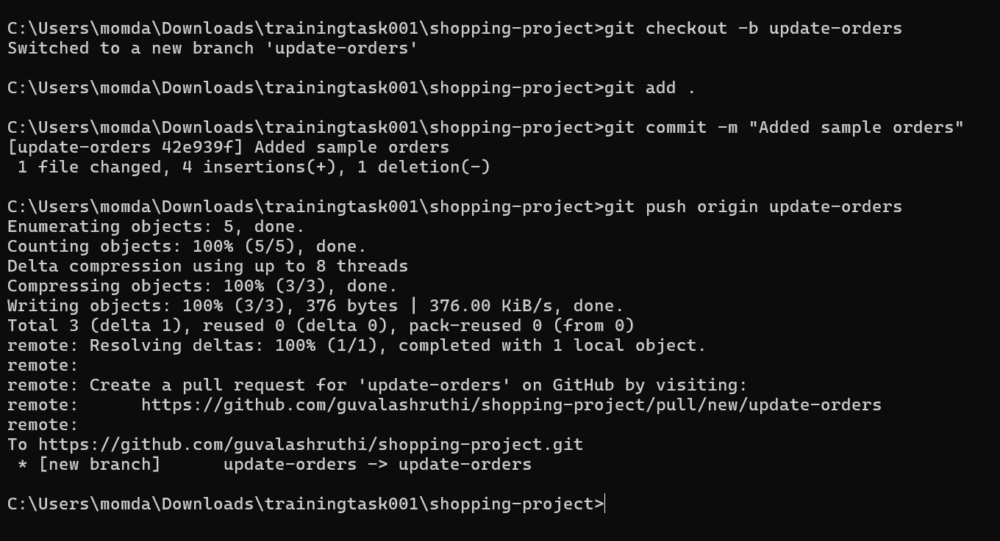 C:\Users\momda\Downloads\trainingtask001\shopping-project>git checkout -b update-orders
Switched to a new branch 'update-orders'
C:\Users\momda\Downloads\trainingtask001\shopping-project>git add .
C:\Users\momda\Downloads\trainingtask001\shopping-project>git commit -m "Added sample orders"
[update-orders 42e939f] Added sample orders
 1 file changed, 4 insertions(+), 1 deletion(-)
C:\Users\momda\Downloads\trainingtask001\shopping-project>git push origin update-orders
Enumerating objects: 5, done.
Counting objects: 100% (5/5), done.
Delta compression using up to 8 threads
Compressing objects: 100% (3/3), done.
Writing objects: 100% (3/3), 376 bytes | 376.00 KiB/s, done.
Total 3 (delta 1), reused 0 (delta 0), pack-reused 0 (from 0)
remote: Resolving deltas: 100% (1/1), completed with 1 local object.
remote:
remote: Create a pull request for 'update-orders' on GitHub by visiting:
remote:      https://github.com/guvalashruthi/shopping-project/pull/new/update-orders
remote:
To https://github.com/guvalashruthi/shopping-project.git
 * [new branch]      update-orders -> update-orders
C:\Users\momda\Downloads\trainingtask001\shopping-project>